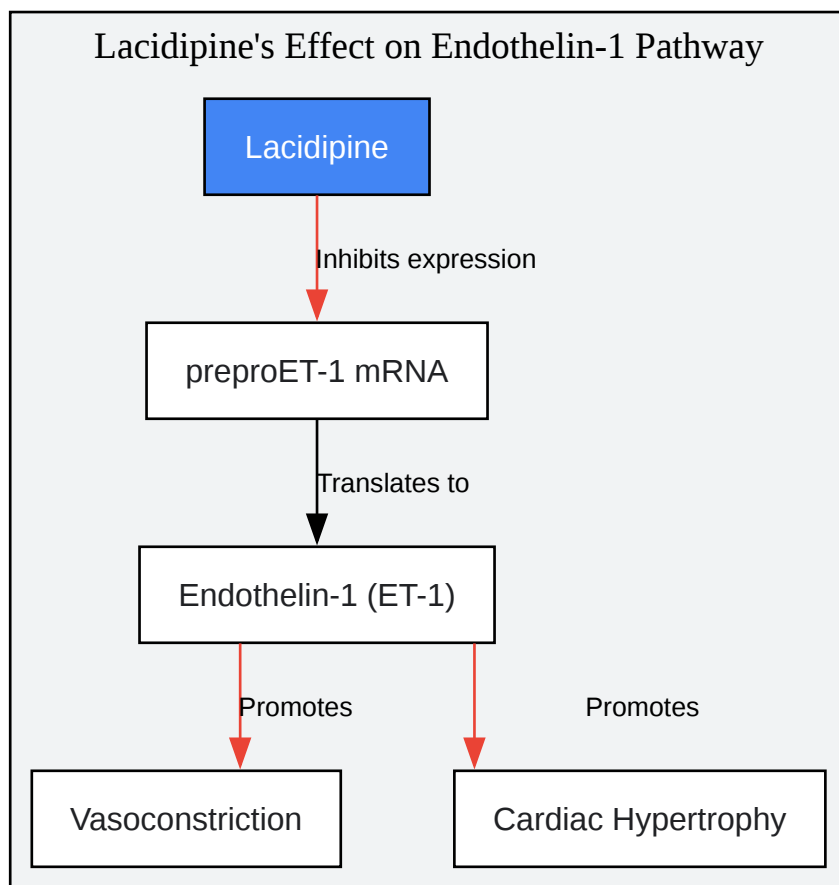 Lacidipine's Effect on Endothelin-1 Pathway
Lacidipine
Inhibits expression
preproET-1 mRNA
Translates to
Endothelin-1 (ET-1)
Promotes
Promotes
Vasoconstriction
Cardiac Hypertrophy